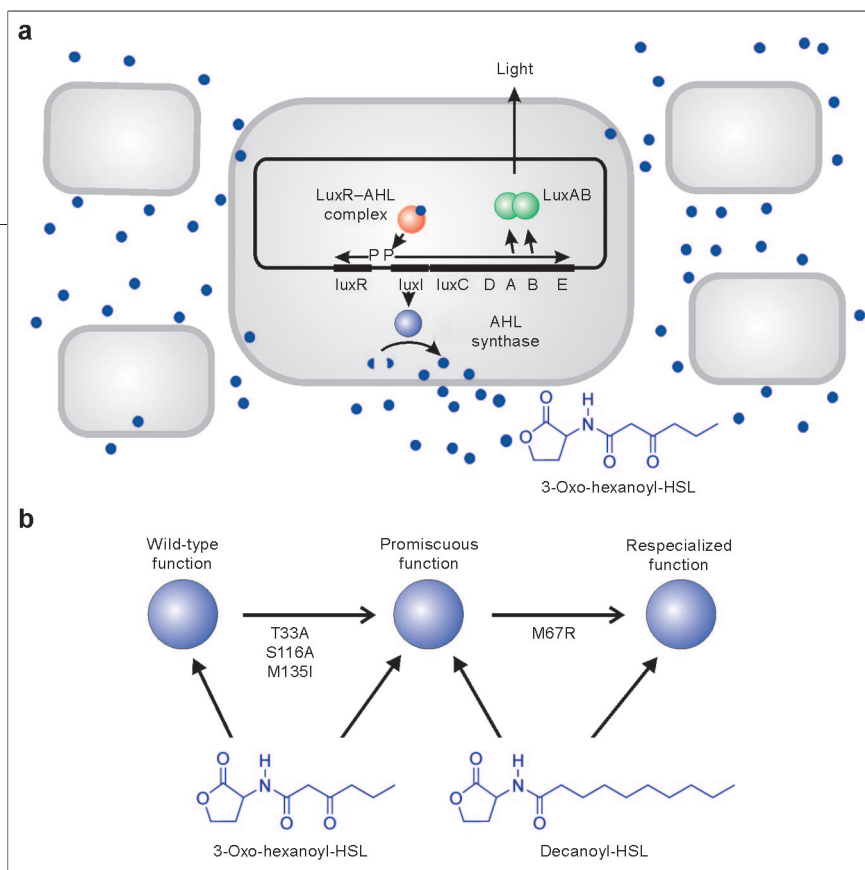 a
Light
LuxR–AHL
complex
LuxAB
P P
luxR luxI luxC D A B E
AHL
synthase
O
H
N
O
O O
3-Oxo-hexanoyl-HSL
b
Wild-type
function
Promiscuous
function
Respecialized
function
T33A
S116A
M135I
M67R
O
H
N
O
O O
3-Oxo-hexanoyl-HSL
O
H
N
O
O
Decanoyl-HSL